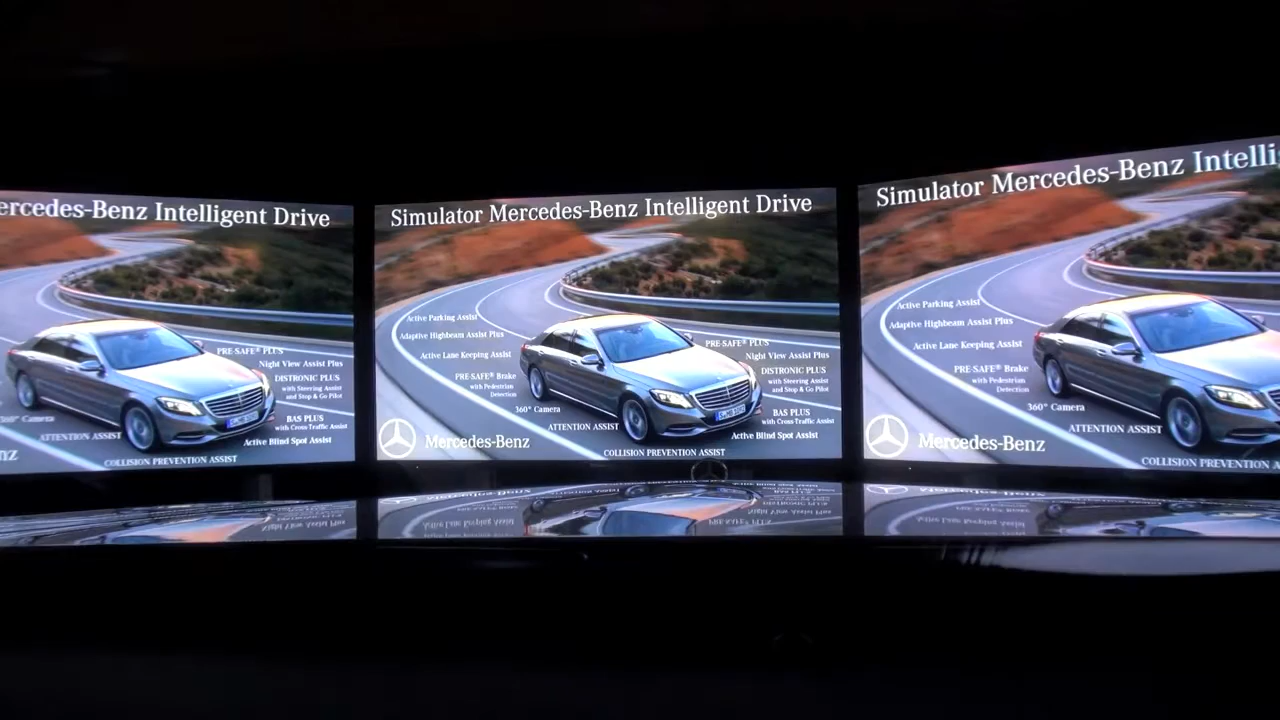 ercedes-Benz Intelligent Drive
PRE-SAFE® PLUS
Night View Assist Plus
DISTRONIC PLUS
with Steering Assist
and Stop & Go Pilot
BAS PLUS
with Cross-Traffic Assist
Active Blind Spot Assist
360° Camera
ATTENTION ASSIST
COLLISION PREVENTION ASSIST
nz
Simulator Mercedes-Benz Intelligent Drive
Active Parking Assist
Adaptive Highbeam Assist Plus
Active Lane Keeping Assist
PRE-SAFE® Brake
with Pedestrian
Detection
360° Camera
ATTENTION ASSIST
COLLISION PREVENTION ASSIST
PRE-SAFE® PLUS
Night View Assist Plus
DISTRONIC PLUS
with Steering Assist
and Stop & Go Pilot
BAS PLUS
with Cross-Traffic Assist
Active Blind Spot Assist
Mercedes-Benz
Simulator Mercedes-Benz Intelli
Active Parking Assist
Adaptive Highbeam Assist Plus
Active Lane Keeping Assist
PRE-SAFE® Brake
with Pedestrian
Detection
360° Camera
ATTENTION ASSIST
COLLISION PREVENTION A
Mercedes-Benz